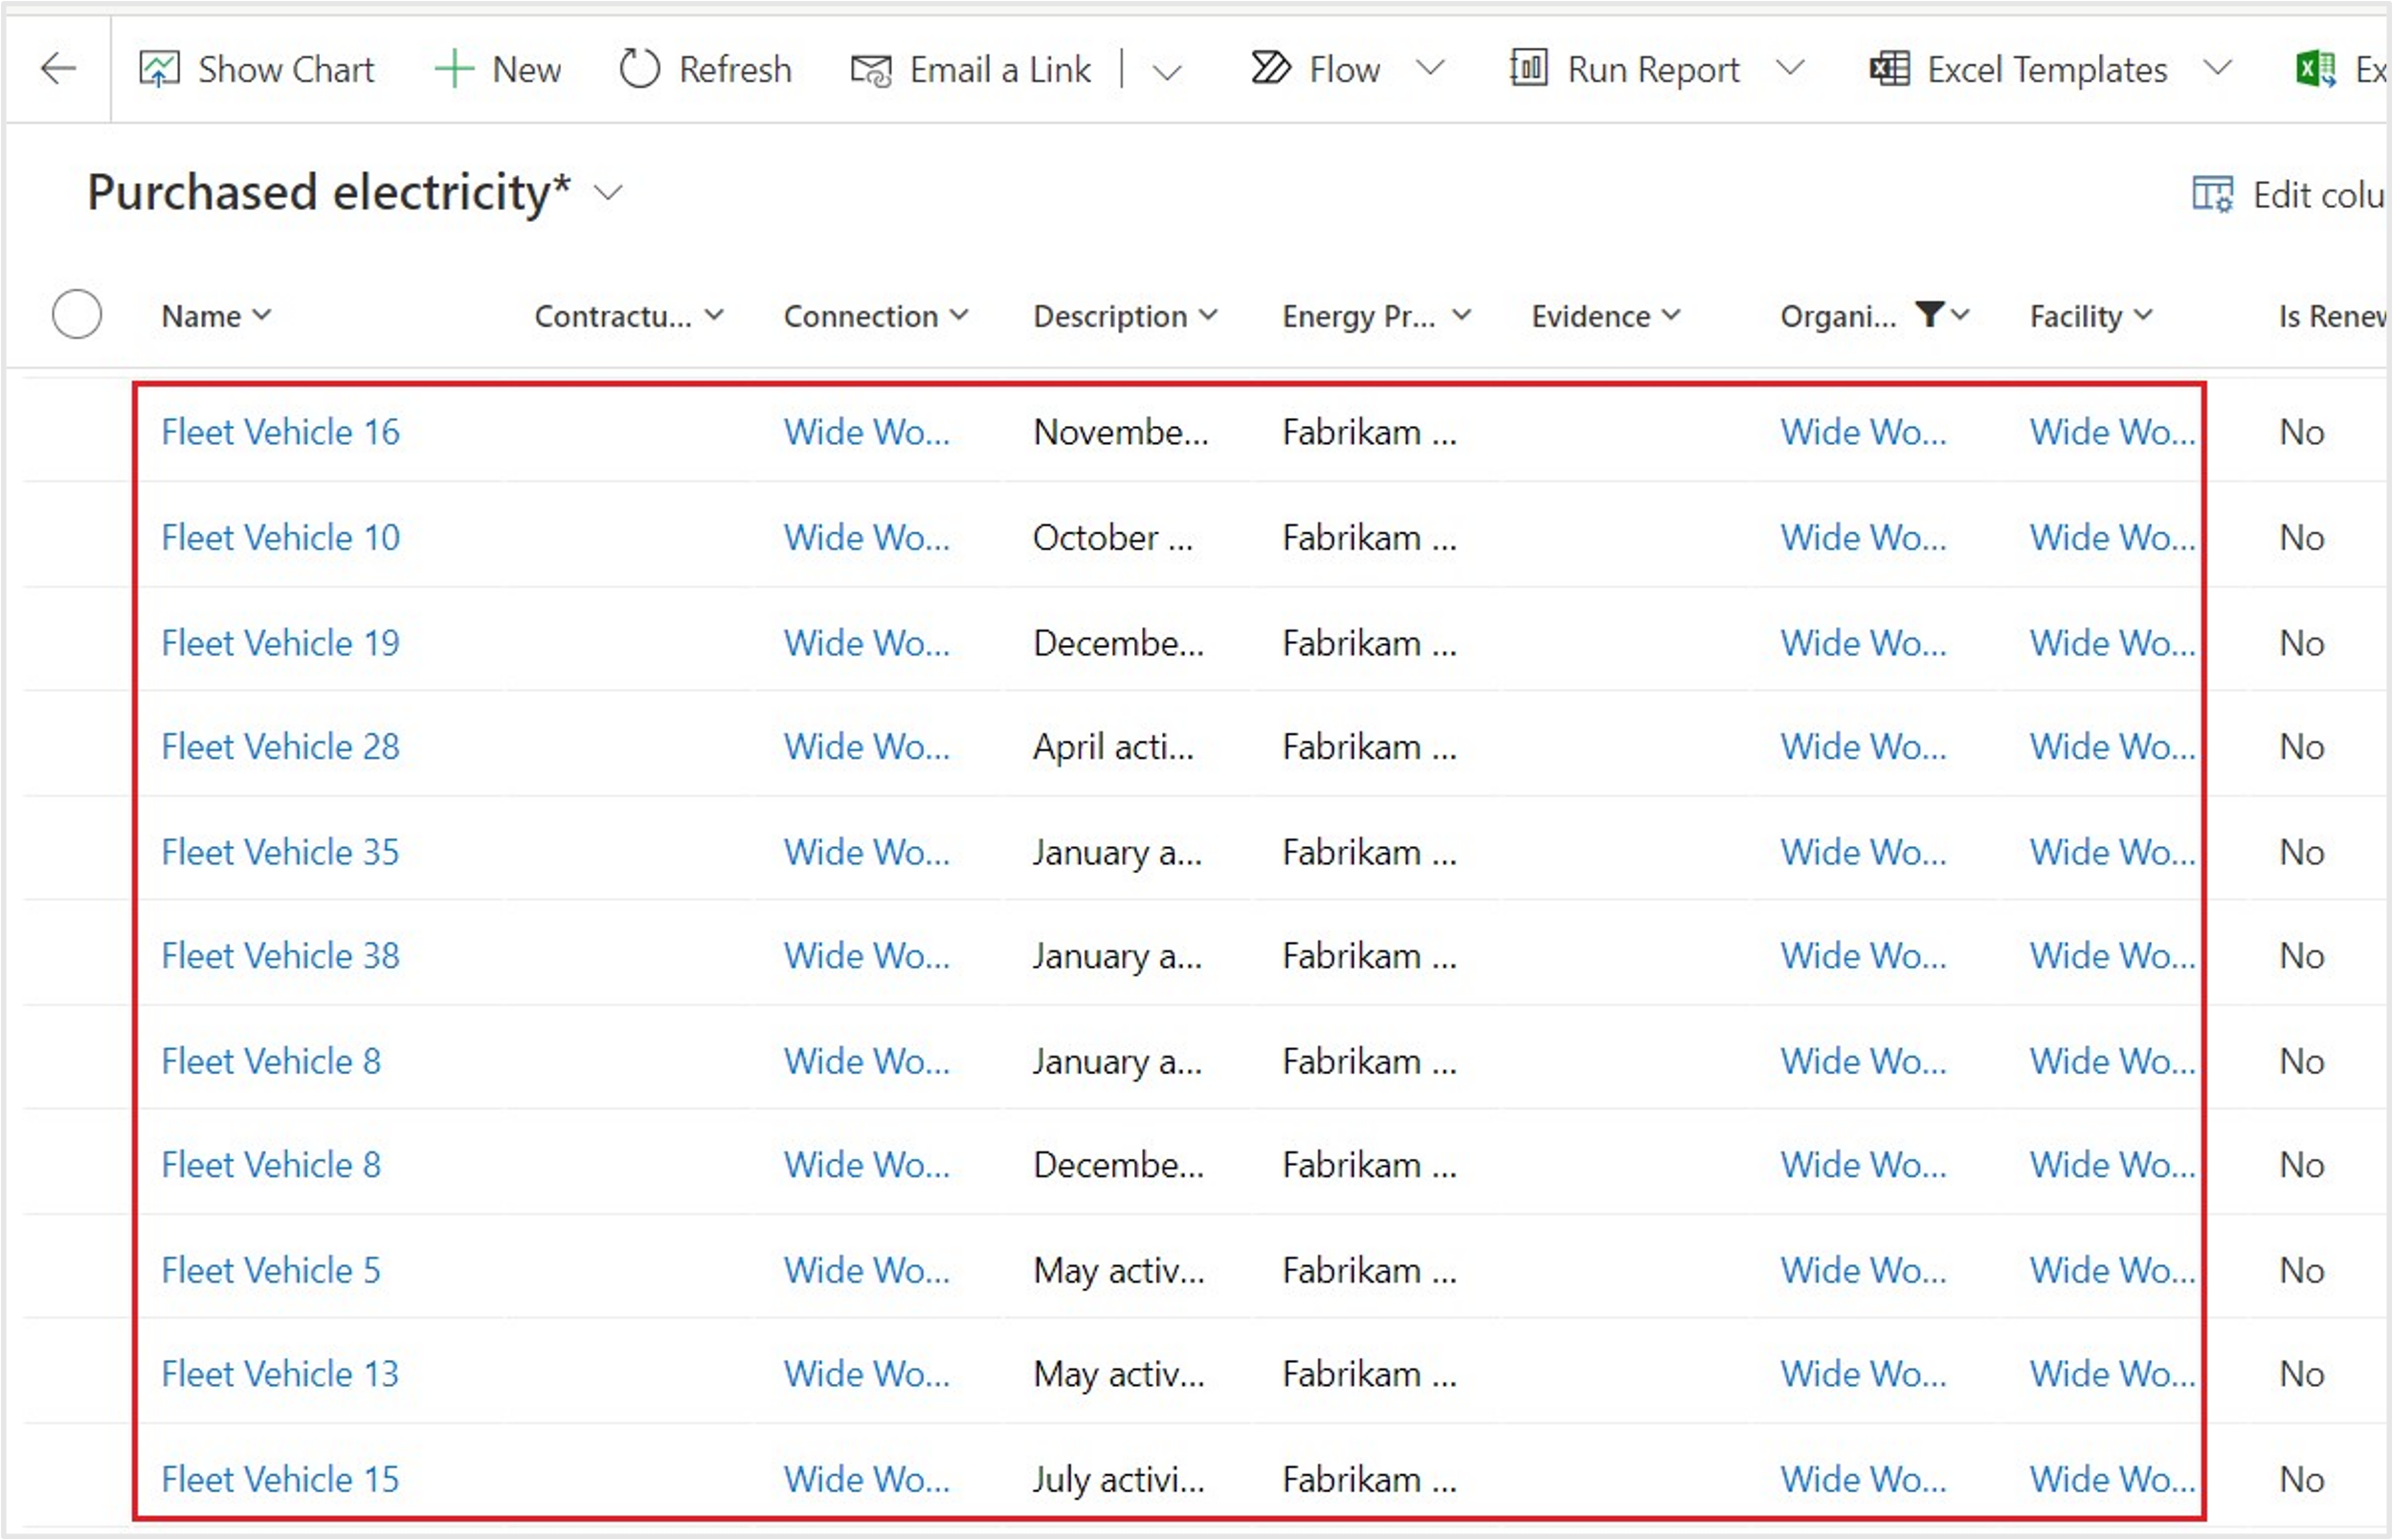 Show Chart New Refresh Email a Link Flow Run Report Excel Templates Ex
Purchased electricity* Edit colu
Name Contractu... Connection Description Energy Pr... Evidence Organi... Facility Is Renew
Fleet Vehicle 16 Wide Wo... Novembe... Fabrikam ... Wide Wo... Wide Wo... No
Fleet Vehicle 10 Wide Wo... October ... Fabrikam ... Wide Wo... Wide Wo... No
Fleet Vehicle 19 Wide Wo... Decembe... Fabrikam ... Wide Wo... Wide Wo... No
Fleet Vehicle 28 Wide Wo... April acti... Fabrikam ... Wide Wo... Wide Wo... No
Fleet Vehicle 35 Wide Wo... January a... Fabrikam ... Wide Wo... Wide Wo... No
Fleet Vehicle 38 Wide Wo... January a... Fabrikam ... Wide Wo... Wide Wo... No
Fleet Vehicle 8 Wide Wo... January a... Fabrikam ... Wide Wo... Wide Wo... No
Fleet Vehicle 8 Wide Wo... Decembe... Fabrikam ... Wide Wo... Wide Wo... No
Fleet Vehicle 5 Wide Wo... May activ... Fabrikam ... Wide Wo... Wide Wo... No
Fleet Vehicle 13 Wide Wo... May activ... Fabrikam ... Wide Wo... Wide Wo... No
Fleet Vehicle 15 Wide Wo... July activi... Fabrikam ... Wide Wo... Wide Wo... No